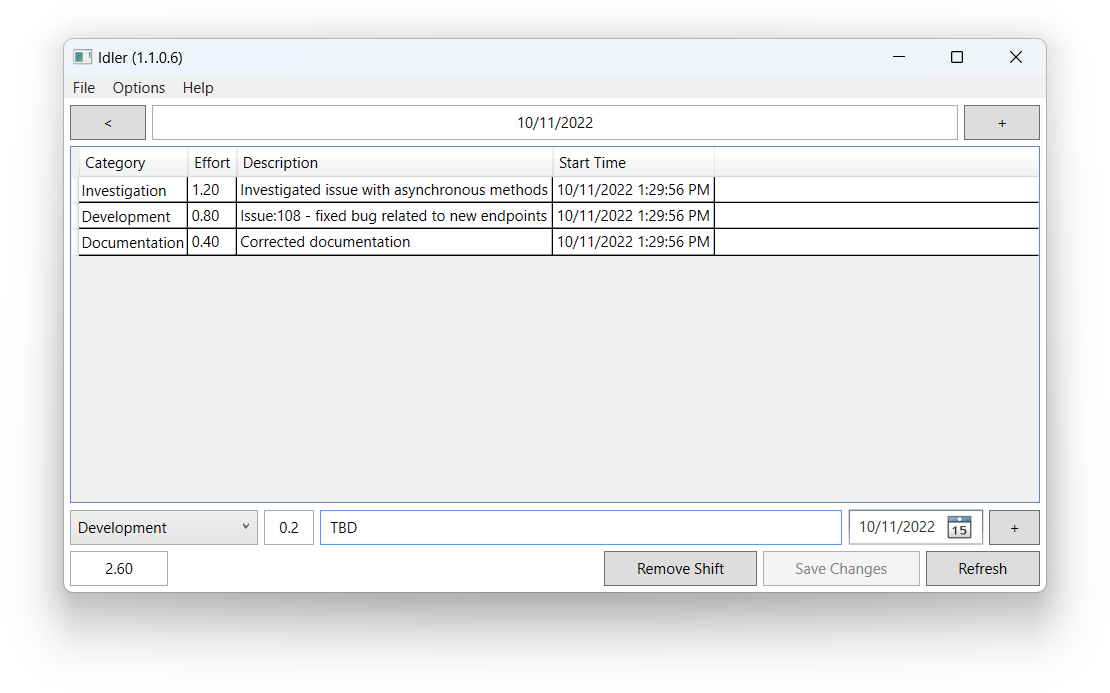 Idler (1.1.0.6)
File Options Help
< 10/11/2022 +
Category Effort Description Start Time
Investigation 1.20 Investigated issue with asynchronous methods 10/11/2022 1:29:56 PM
Development 0.80 Issue:108 - fixed bug related to new endpoints 10/11/2022 1:29:56 PM
Documentation 0.40 Corrected documentation 10/11/2022 1:29:56 PM
Development 0.2 TBD 10/11/2022 15 +
2.60 Remove Shift Save Changes Refresh